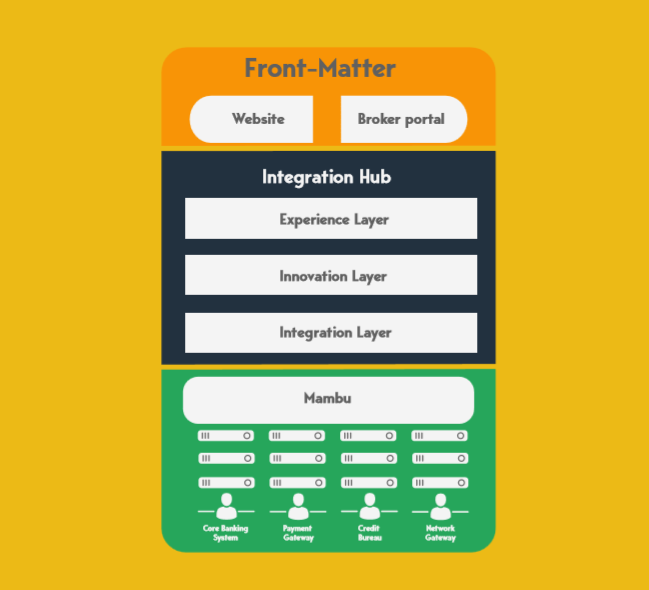 Front-Matter
Website
Broker portal
Integration Hub
Experience Layer
Innovation Layer
Integration Layer
Mambu
Core Banking
System
Payment
Gateway
Credit
Bureau
Network
Gateway